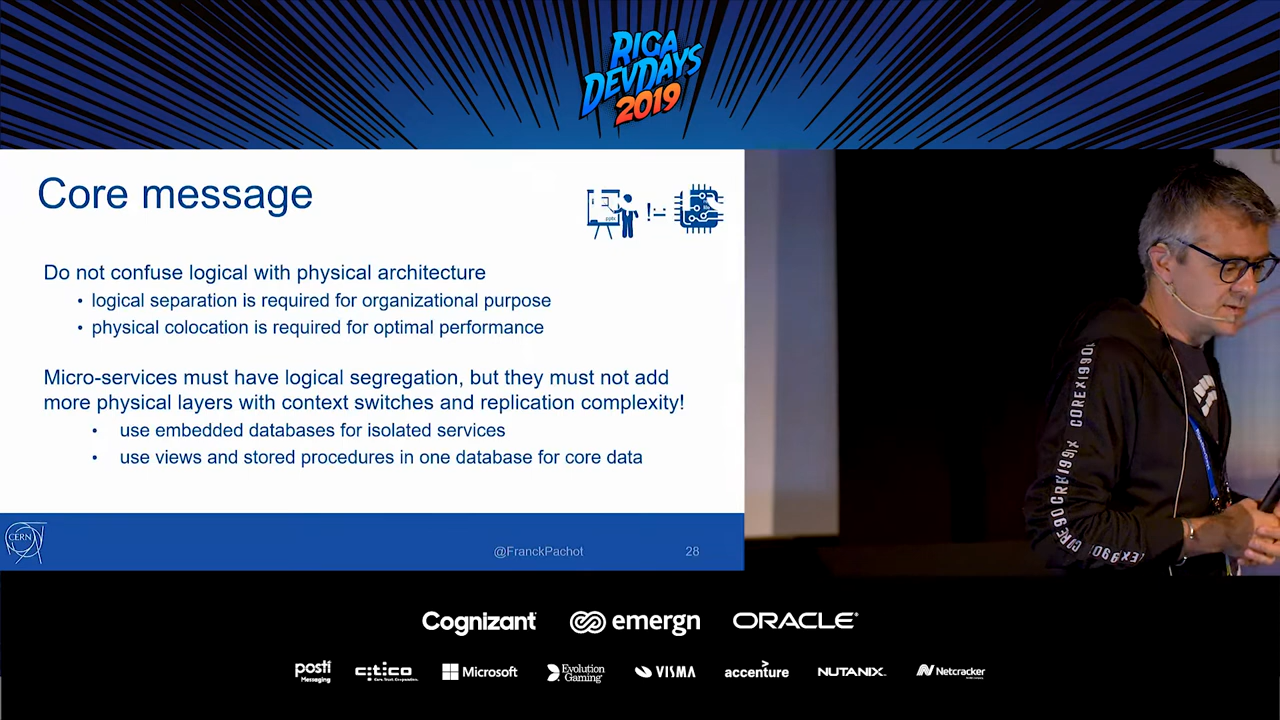 RIGA
DEVDAYS
2019
Core message
!=
Do not confuse logical with physical architecture
• logical separation is required for organizational purpose
• physical colocation is required for optimal performance
Micro-services must have logical segregation, but they must not add
more physical layers with context switches and replication complexity!
• use embedded databases for isolated services
• use views and stored procedures in one database for core data
CERN
@FranckPachot
28
COREX1990
Cognizant
emergn
ORACLE
posti
Messaging
citico
Microsoft
Evolution
Gaming
VISMA
accenture
NUTANIX
Netcracker